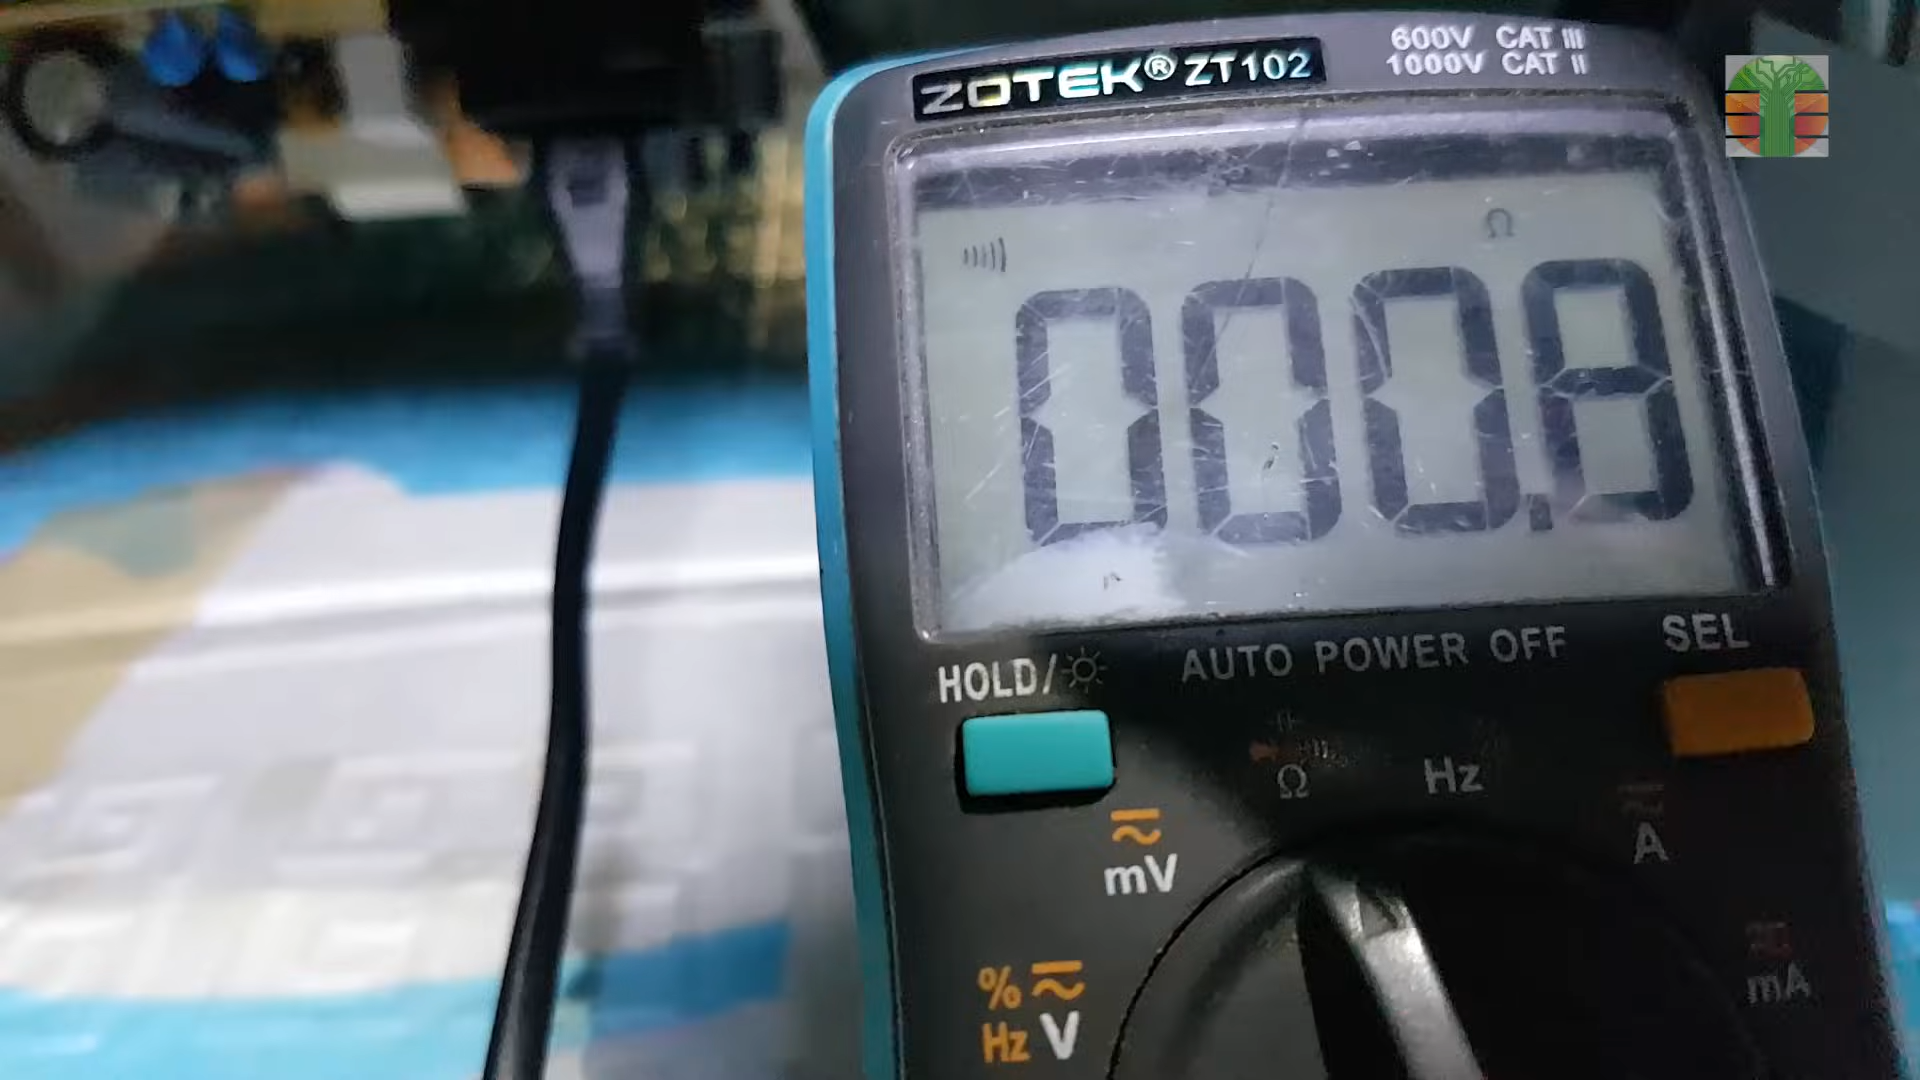 ZOTEK® ZT102
600V CAT III
1000V CAT II
Ω
000.8
HOLD/
AUTO POWER OFF
SEL
Ω
Hz
A
mV
mA
%
Hz V